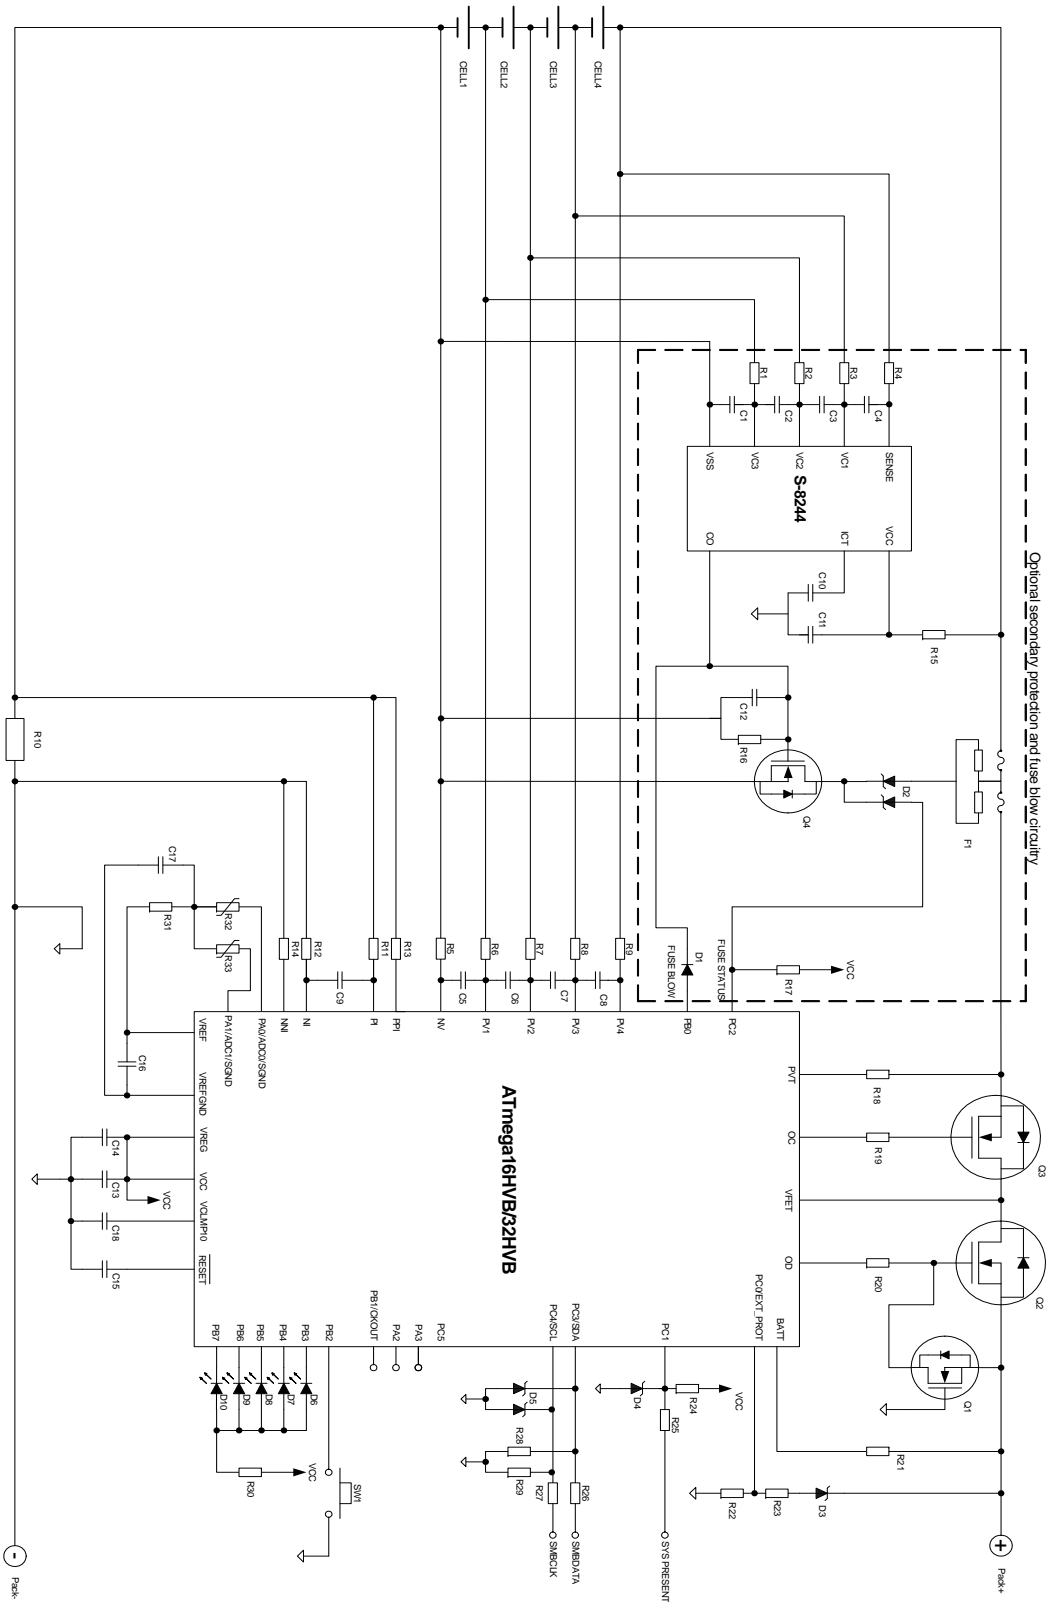 Optional secondary protection and fuse blow circuitry
CELL1
CELL2
CELL3
CELL4
R1
R2
R3
R4
C1
C2
C3
C4
VSS
VC3
VC2
VC1
SENSE
S-8244
CO
ICT
VCC
C10
C11
R15
C12
R16
Q4
D2
F1
R10
C17
R31
R32
R33
R14
R12
R11
R13
R5
R6
R7
R8
R9
C9
C5
C6
C7
C8
FUSE BLOW
D1
FUSE STATUS
R17
VCC
VREF
VREFGND
VREG
VCC
VCLMP10
RESET
PA1/ADC1/SGND
PA0/ADC0/SGND
NNI
NI
PI
PPI
NV
PV1
PV2
PV3
PV4
PB0
PC2
C16
C14
C13
VCC
C18
C15
ATmega16HVB/32HVB
PVT
OC
VFET
OD
PC0/EXT_PROT
BATT
R18
R19
R20
Q3
Q2
Q1
PB7
PB6
PB5
PB4
PB3
PB2
PB1/CKOUT
PA2
PA3
PC5
PC4/SCL
PC3/SDA
PC1
D10
D9
D8
D7
D6
R30
VCC
SW1
D5
R28
R29
R27
R26
D4
R24
VCC
R25
R21
R22
R23
D3
SMBCLK
SMBDATA
SYS PRESENT
- Pack-
+ Pack+